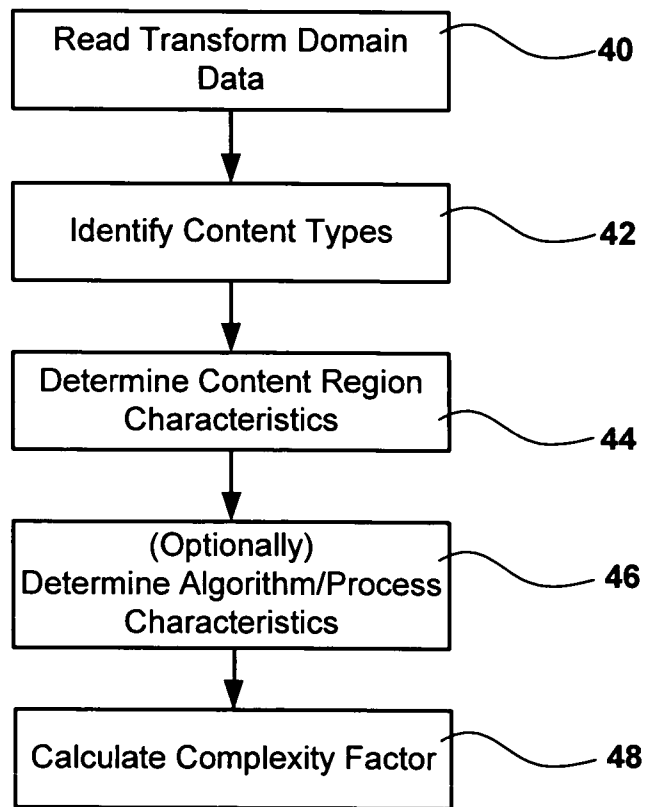 Read Transform Domain
Data
40
Identify Content Types
42
Determine Content Region
Characteristics
44
(Optionally)
Determine Algorithm/Process
Characteristics
46
Calculate Complexity Factor
48